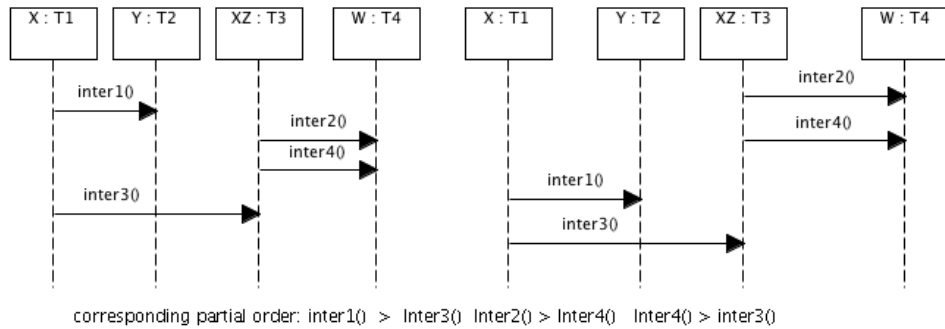 X : T1 Y : T2 XZ : T3 W : T4 X : T1 Y : T2 XZ : T3 W : T4
inter2()
inter1()
inter2()
inter4()
inter4()
inter1()
inter3()
inter3()
corresponding partial order: inter1() > Inter3() Inter2() > Inter4() Inter4() > inter3()